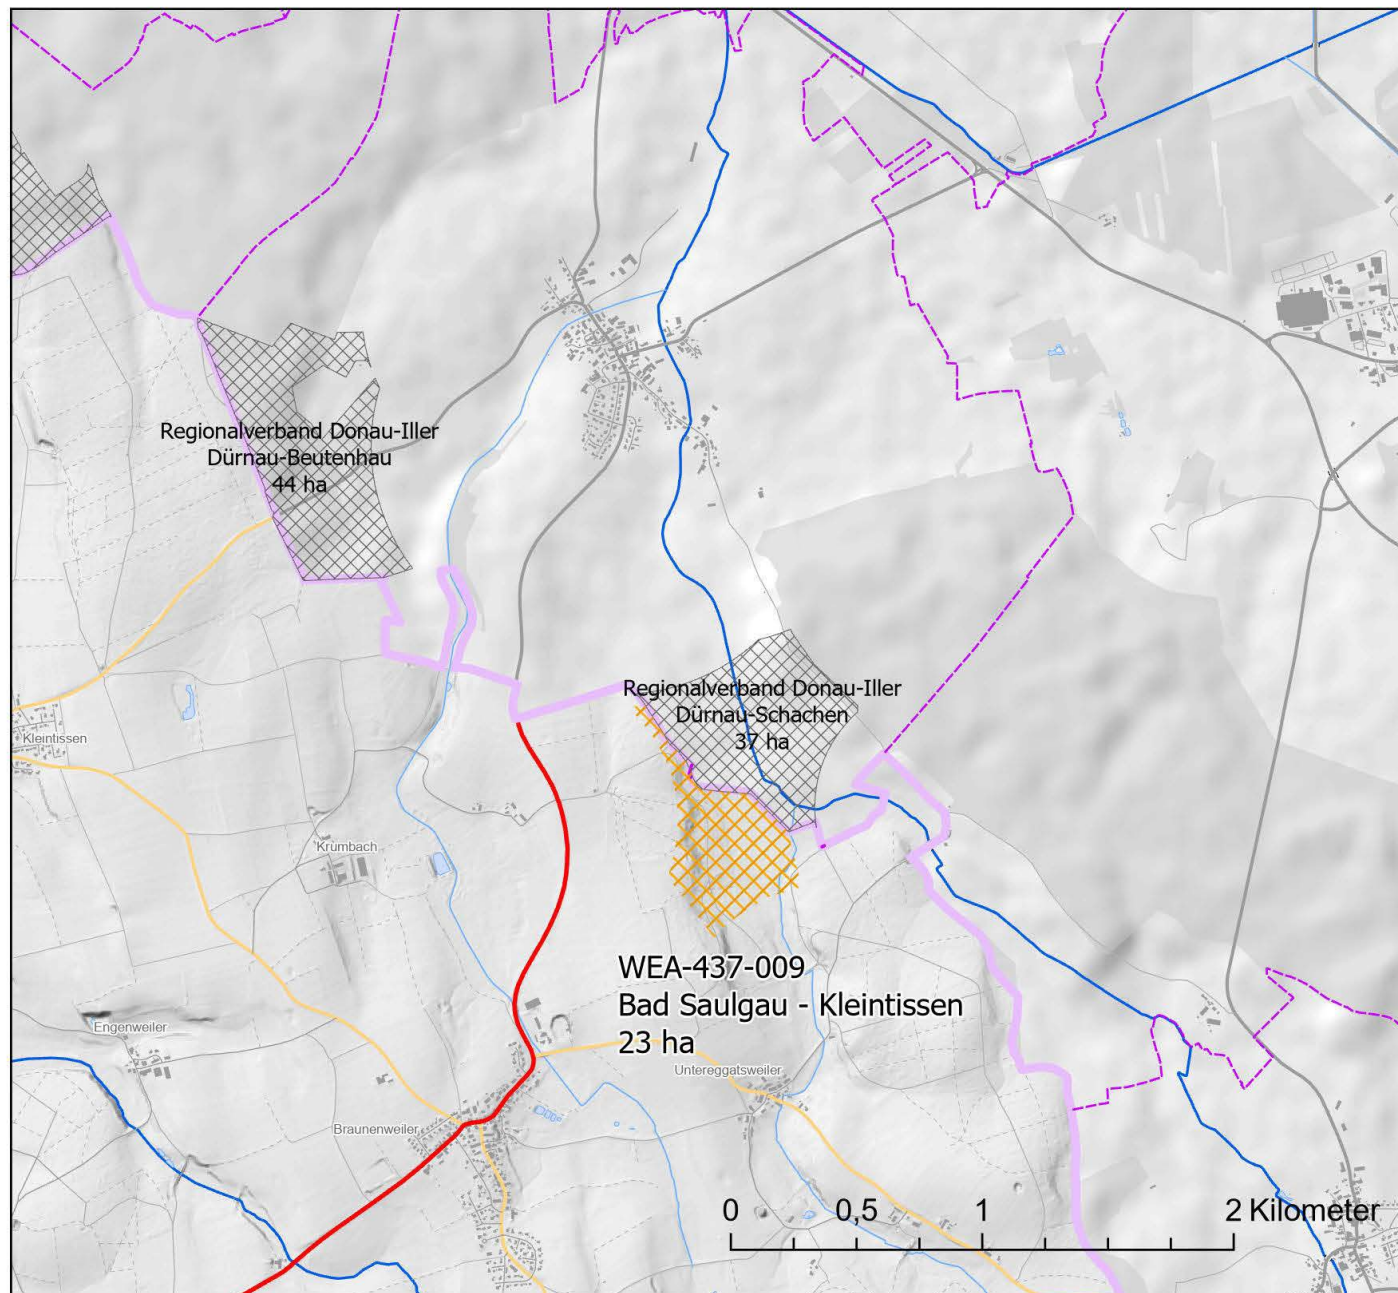 Regionalverband Donau-Iller
Dürnau-Beutenhau
44 ha
Regionalverband Donau-Iller
Dürnau-Schachen
37 ha
Kleintissen
Krumbach
WEA-437-009
Bad Saulgau - Kleintissen
23 ha
Engenweiler
Untereggatsweiler
Braunenweiler
0 0,5 1 2 Kilometer